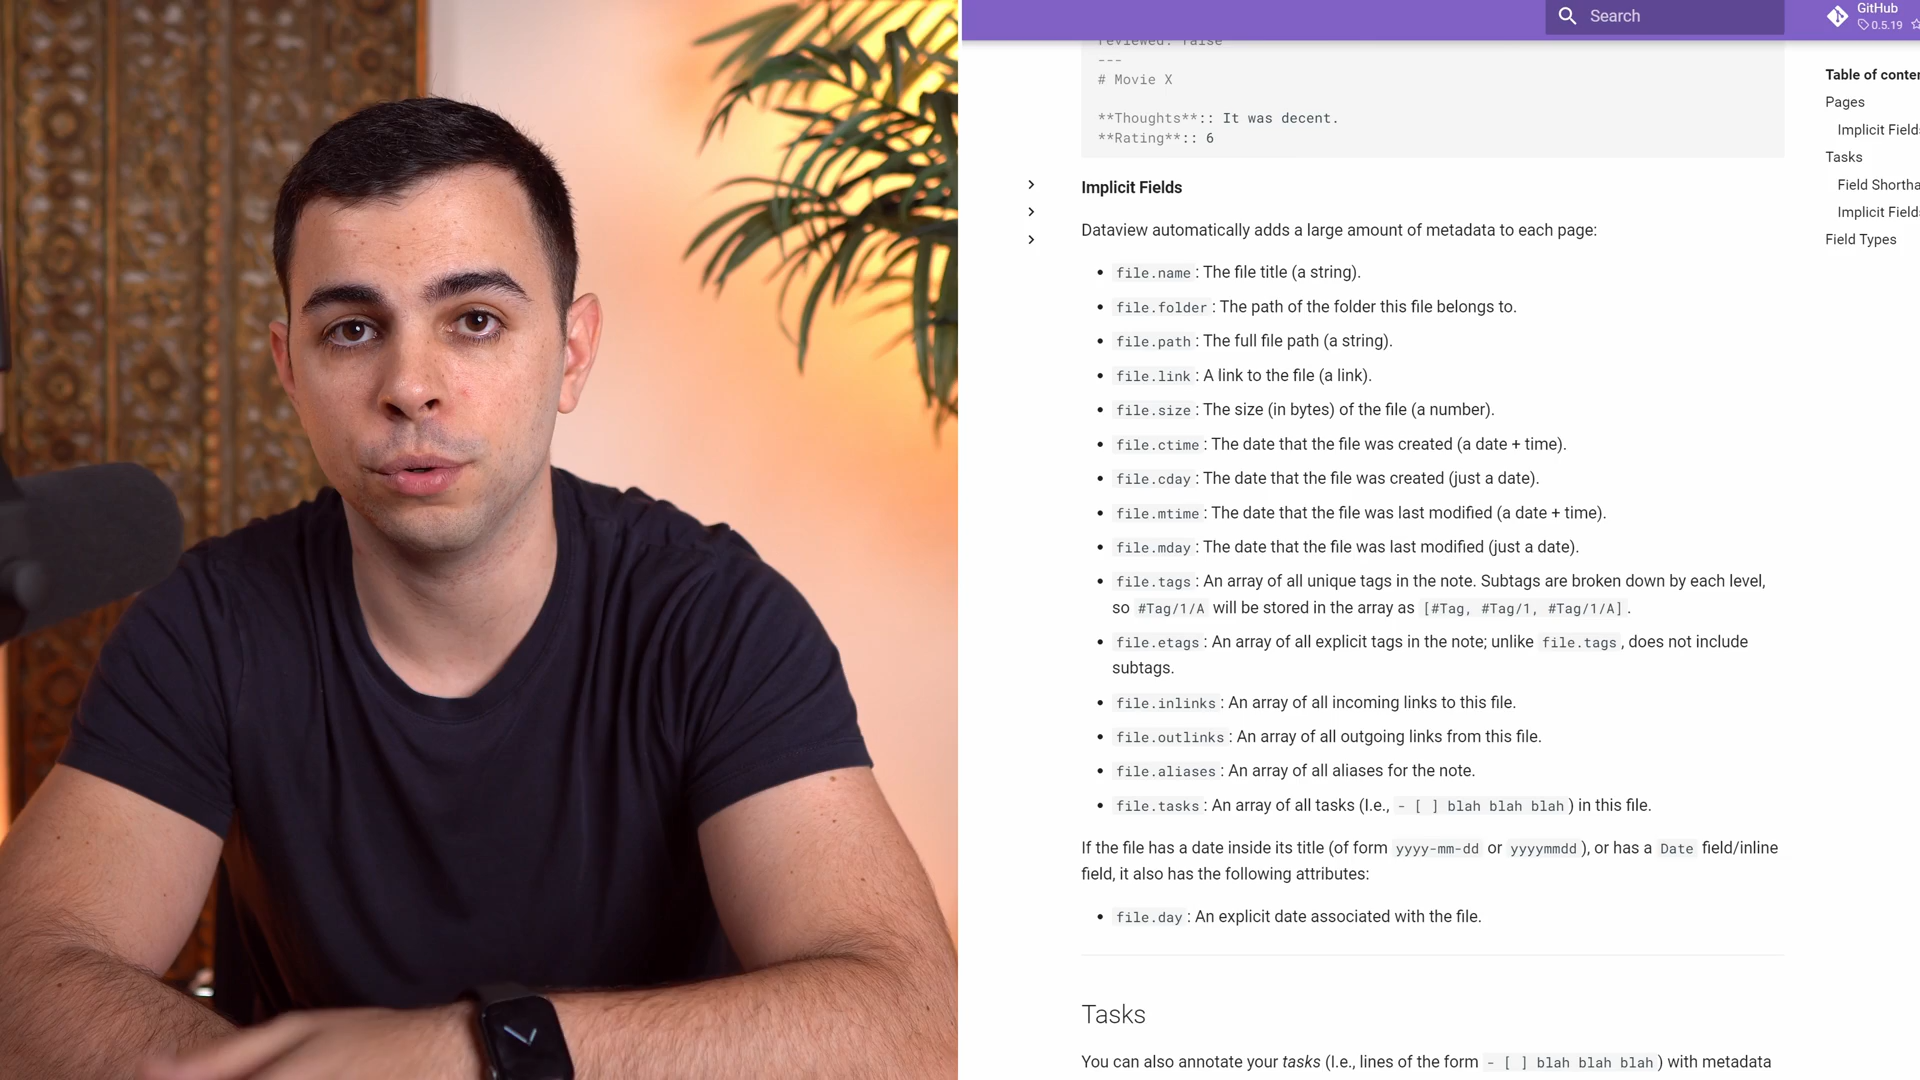 Search
GitHub
0.5.19
reviewed: false
---
# Movie X
**Thoughts**:: It was decent.
**Rating**:: 6
Implicit Fields
Dataview automatically adds a large amount of metadata to each page:
• file.name: The file title (a string).
• file.folder: The path of the folder this file belongs to.
• file.path: The full file path (a string).
• file.link: A link to the file (a link).
• file.size: The size (in bytes) of the file (a number).
• file.ctime: The date that the file was created (a date + time).
• file.cday: The date that the file was created (just a date).
• file.mtime: The date that the file was last modified (a date + time).
• file.mday: The date that the file was last modified (just a date).
• file.tags: An array of all unique tags in the note. Subtags are broken down by each level,
so #Tag/1/A will be stored in the array as [#Tag, #Tag/1, #Tag/1/A].
• file.etags: An array of all explicit tags in the note; unlike file.tags, does not include
subtags.
• file.inlinks: An array of all incoming links to this file.
• file.outlinks: An array of all outgoing links from this file.
• file.aliases: An array of all aliases for the note.
• file.tasks: An array of all tasks (I.e., - [ ] blah blah blah) in this file.
If the file has a date inside its title (of form yyyy-mm-dd or yyyymmdd), or has a Date field/inline
field, it also has the following attributes:
• file.day: An explicit date associated with the file.
Tasks
You can also annotate your tasks (I.e., lines of the form - [ ] blah blah blah) with metadata
Table of conter
Pages
Implicit Field
Tasks
Field Shortha
Implicit Field
Field Types